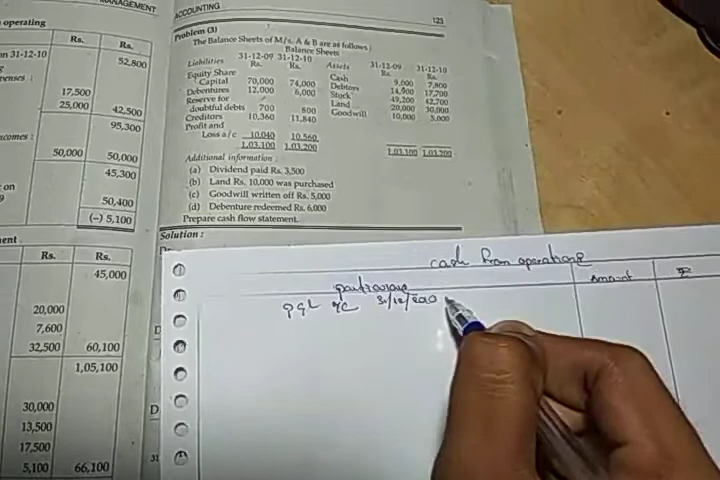 MANAGEMENT
operating
Rs.
Rs.
on 31-12-10
52,800
penses :
17,500
25,000
42,500
95,300
comes :
50,000
50,000
45,300
on
50,400
(–) 5,100
ent
Rs.
Rs.
45,000
20,000
7,600
32,500
60,100
1,05,100
30,000
13,500
17,500
5,100
66,100
ACCOUNTING
123
Problem (3)
The Balance Sheets of M/s. A & B are as follows
Balance Sheets
Liabilities 31-12-09 31-12-10 Assets 31-12-09 31-12-10
Rs. Rs. Rs. Rs.
Equity Share Cash 9,000 7,800
Capital 70,000 74,000 Debtors 14,900 17,700
Debentures 12,000 6,000 Stock 49,200 42,700
Reserve for Land 20,000 30,000
doubtful debts 700 800 Goodwill 10,000 5,000
Creditors 10,360 11,840
Profit and
Loss a/c 10,040 10,560
1,03,100 1,03,200 1,03,100 1,03,200
Additional information :
(a) Dividend paid Rs. 3,500
(b) Land Rs. 10,000 was purchased
(c) Goodwill written off Rs. 5,000
(d) Debenture redeemed Rs. 6,000
Prepare cash flow statement.
Solution :
cash from operations
particulars Amount ₹
P&L a/c 31/12/2010